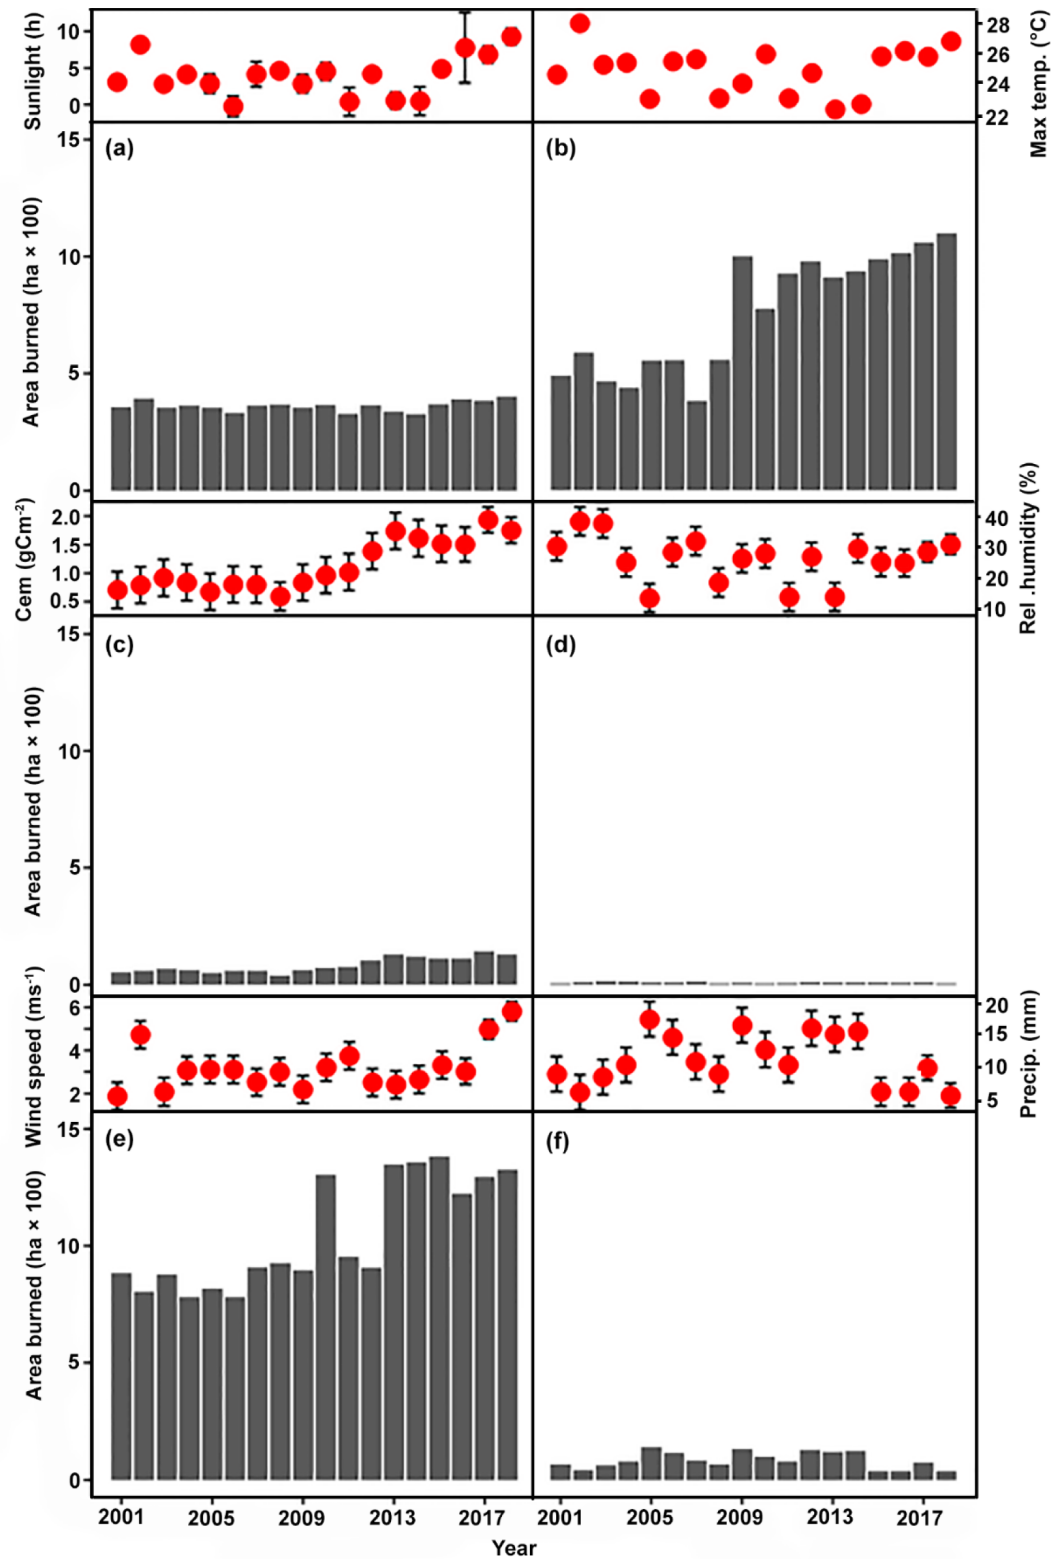 Sunlight (h)
10
5
0
28
26
24
22
Max temp. (°C)
(a)
(b)
Area burned (ha × 100)
15
10
5
0
Cem (gCm⁻²)
2.0
1.5
1.0
0.5
40
30
20
10
Rel .humidity (%)
(c)
(d)
Area burned (ha × 100)
15
10
5
0
Wind speed (ms⁻¹)
6
4
2
20
15
10
5
Precip. (mm)
(e)
(f)
Area burned (ha × 100)
15
10
5
0
2001 2005 2009 2013 2017 2001 2005 2009 2013 2017
Year